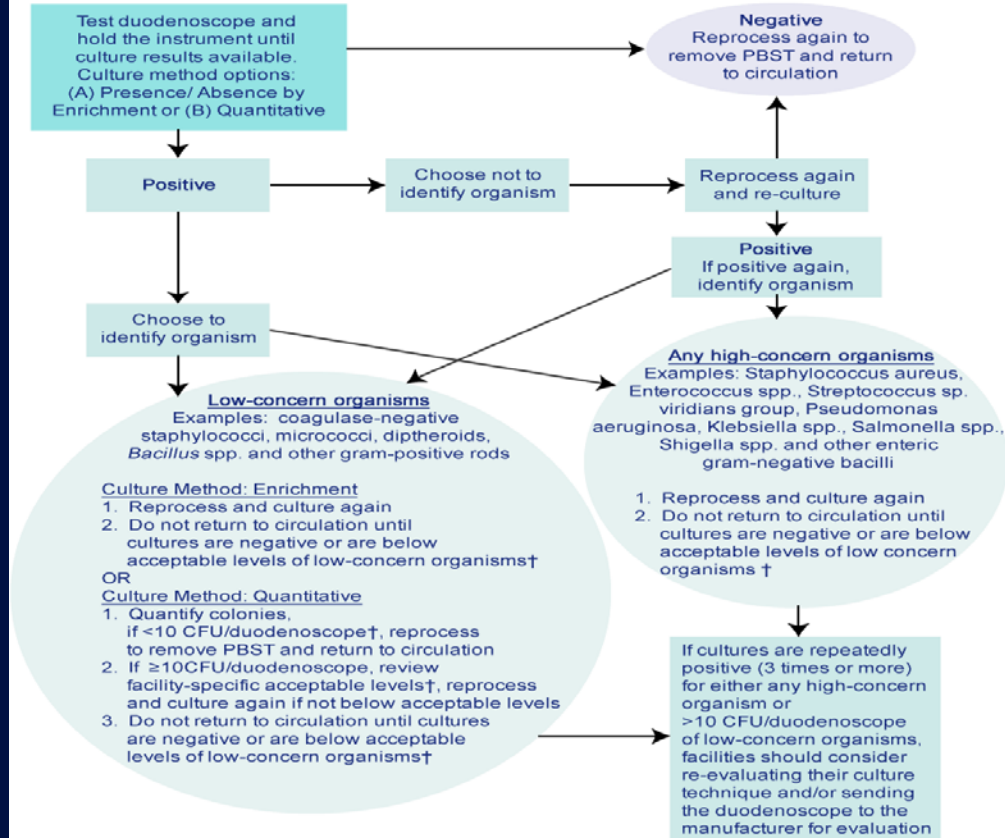 Test duodenoscope and
hold the instrument until
culture results available.
Culture method options:
(A) Presence/ Absence by
Enrichment or (B) Quantitative
Negative
Reprocess again to
remove PBST and return
to circulation
Positive
Choose not to
identify organism
Reprocess again
and re-culture
Positive
If positive again,
identify organism
Choose to
identify organism
Low-concern organisms
Examples: coagulase-negative
staphylococci, micrococci, diptheroids,
Bacillus spp. and other gram-positive rods
Culture Method: Enrichment
1. Reprocess and culture again
2. Do not return to circulation until
cultures are negative or are below
acceptable levels of low-concern organisms†
OR
Culture Method: Quantitative
1. Quantify colonies,
if <10 CFU/duodenoscope†, reprocess
to remove PBST and return to circulation
2. If ≥10CFU/duodenoscope, review
facility-specific acceptable levels†, reprocess
and culture again if not below acceptable levels
3. Do not return to circulation until cultures
are negative or are below acceptable
levels of low-concern organisms†
Any high-concern organisms
Examples: Staphylococcus aureus,
Enterococcus spp., Streptococcus sp.
viridians group, Pseudomonas
aeruginosa, Klebsiella spp., Salmonella spp.,
Shigella spp. and other enteric
gram-negative bacilli
1. Reprocess and culture again
2. Do not return to circulation until
cultures are negative or are below
acceptable levels of low concern
organisms †
If cultures are repeatedly
positive (3 times or more)
for either any high-concern
organism or
>10 CFU/duodenoscope
of low-concern organisms,
facilities should consider
re-evaluating their culture
technique and/or sending
the duodenoscope to the
manufacturer for evaluation